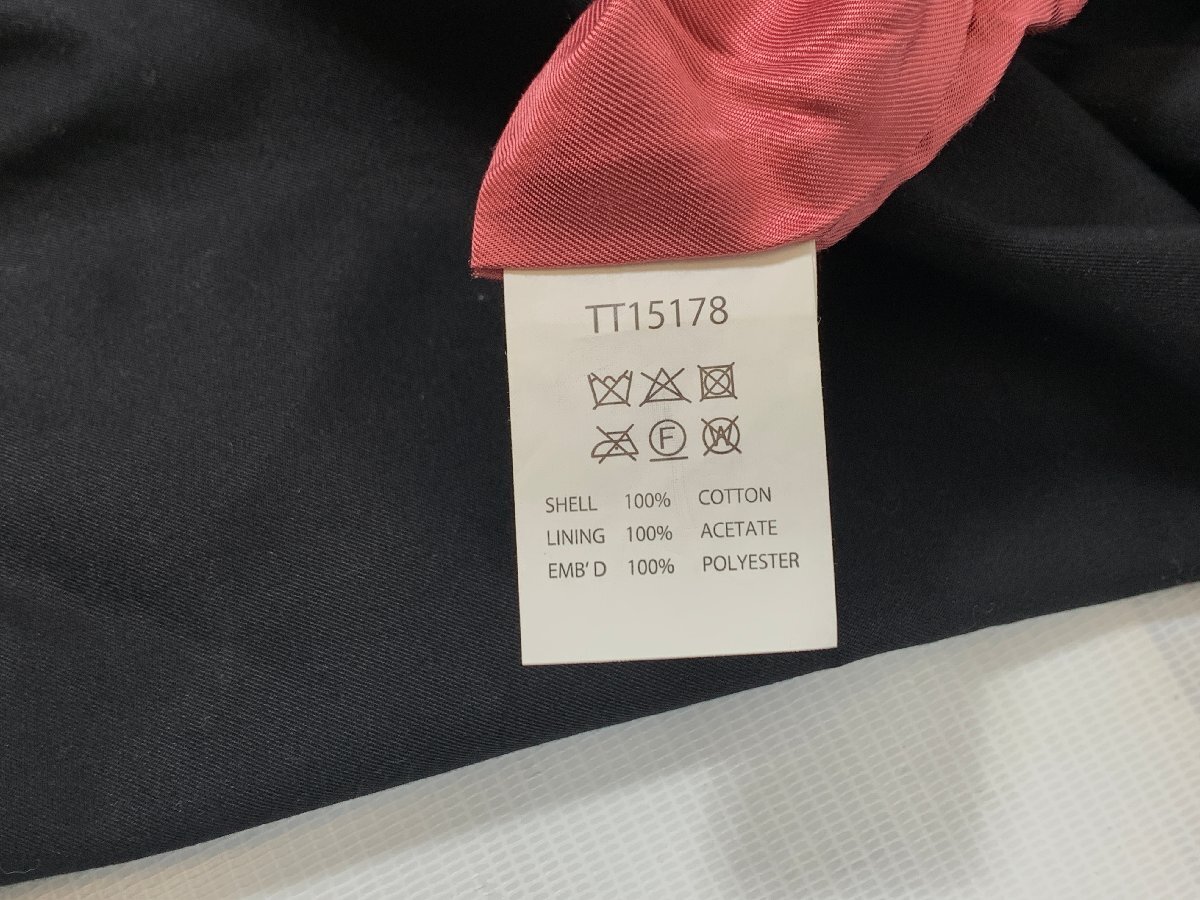 TT15178
F W
SHELL 100% COTTON
LINING 100% ACETATE
EMB'D 100% POLYESTER